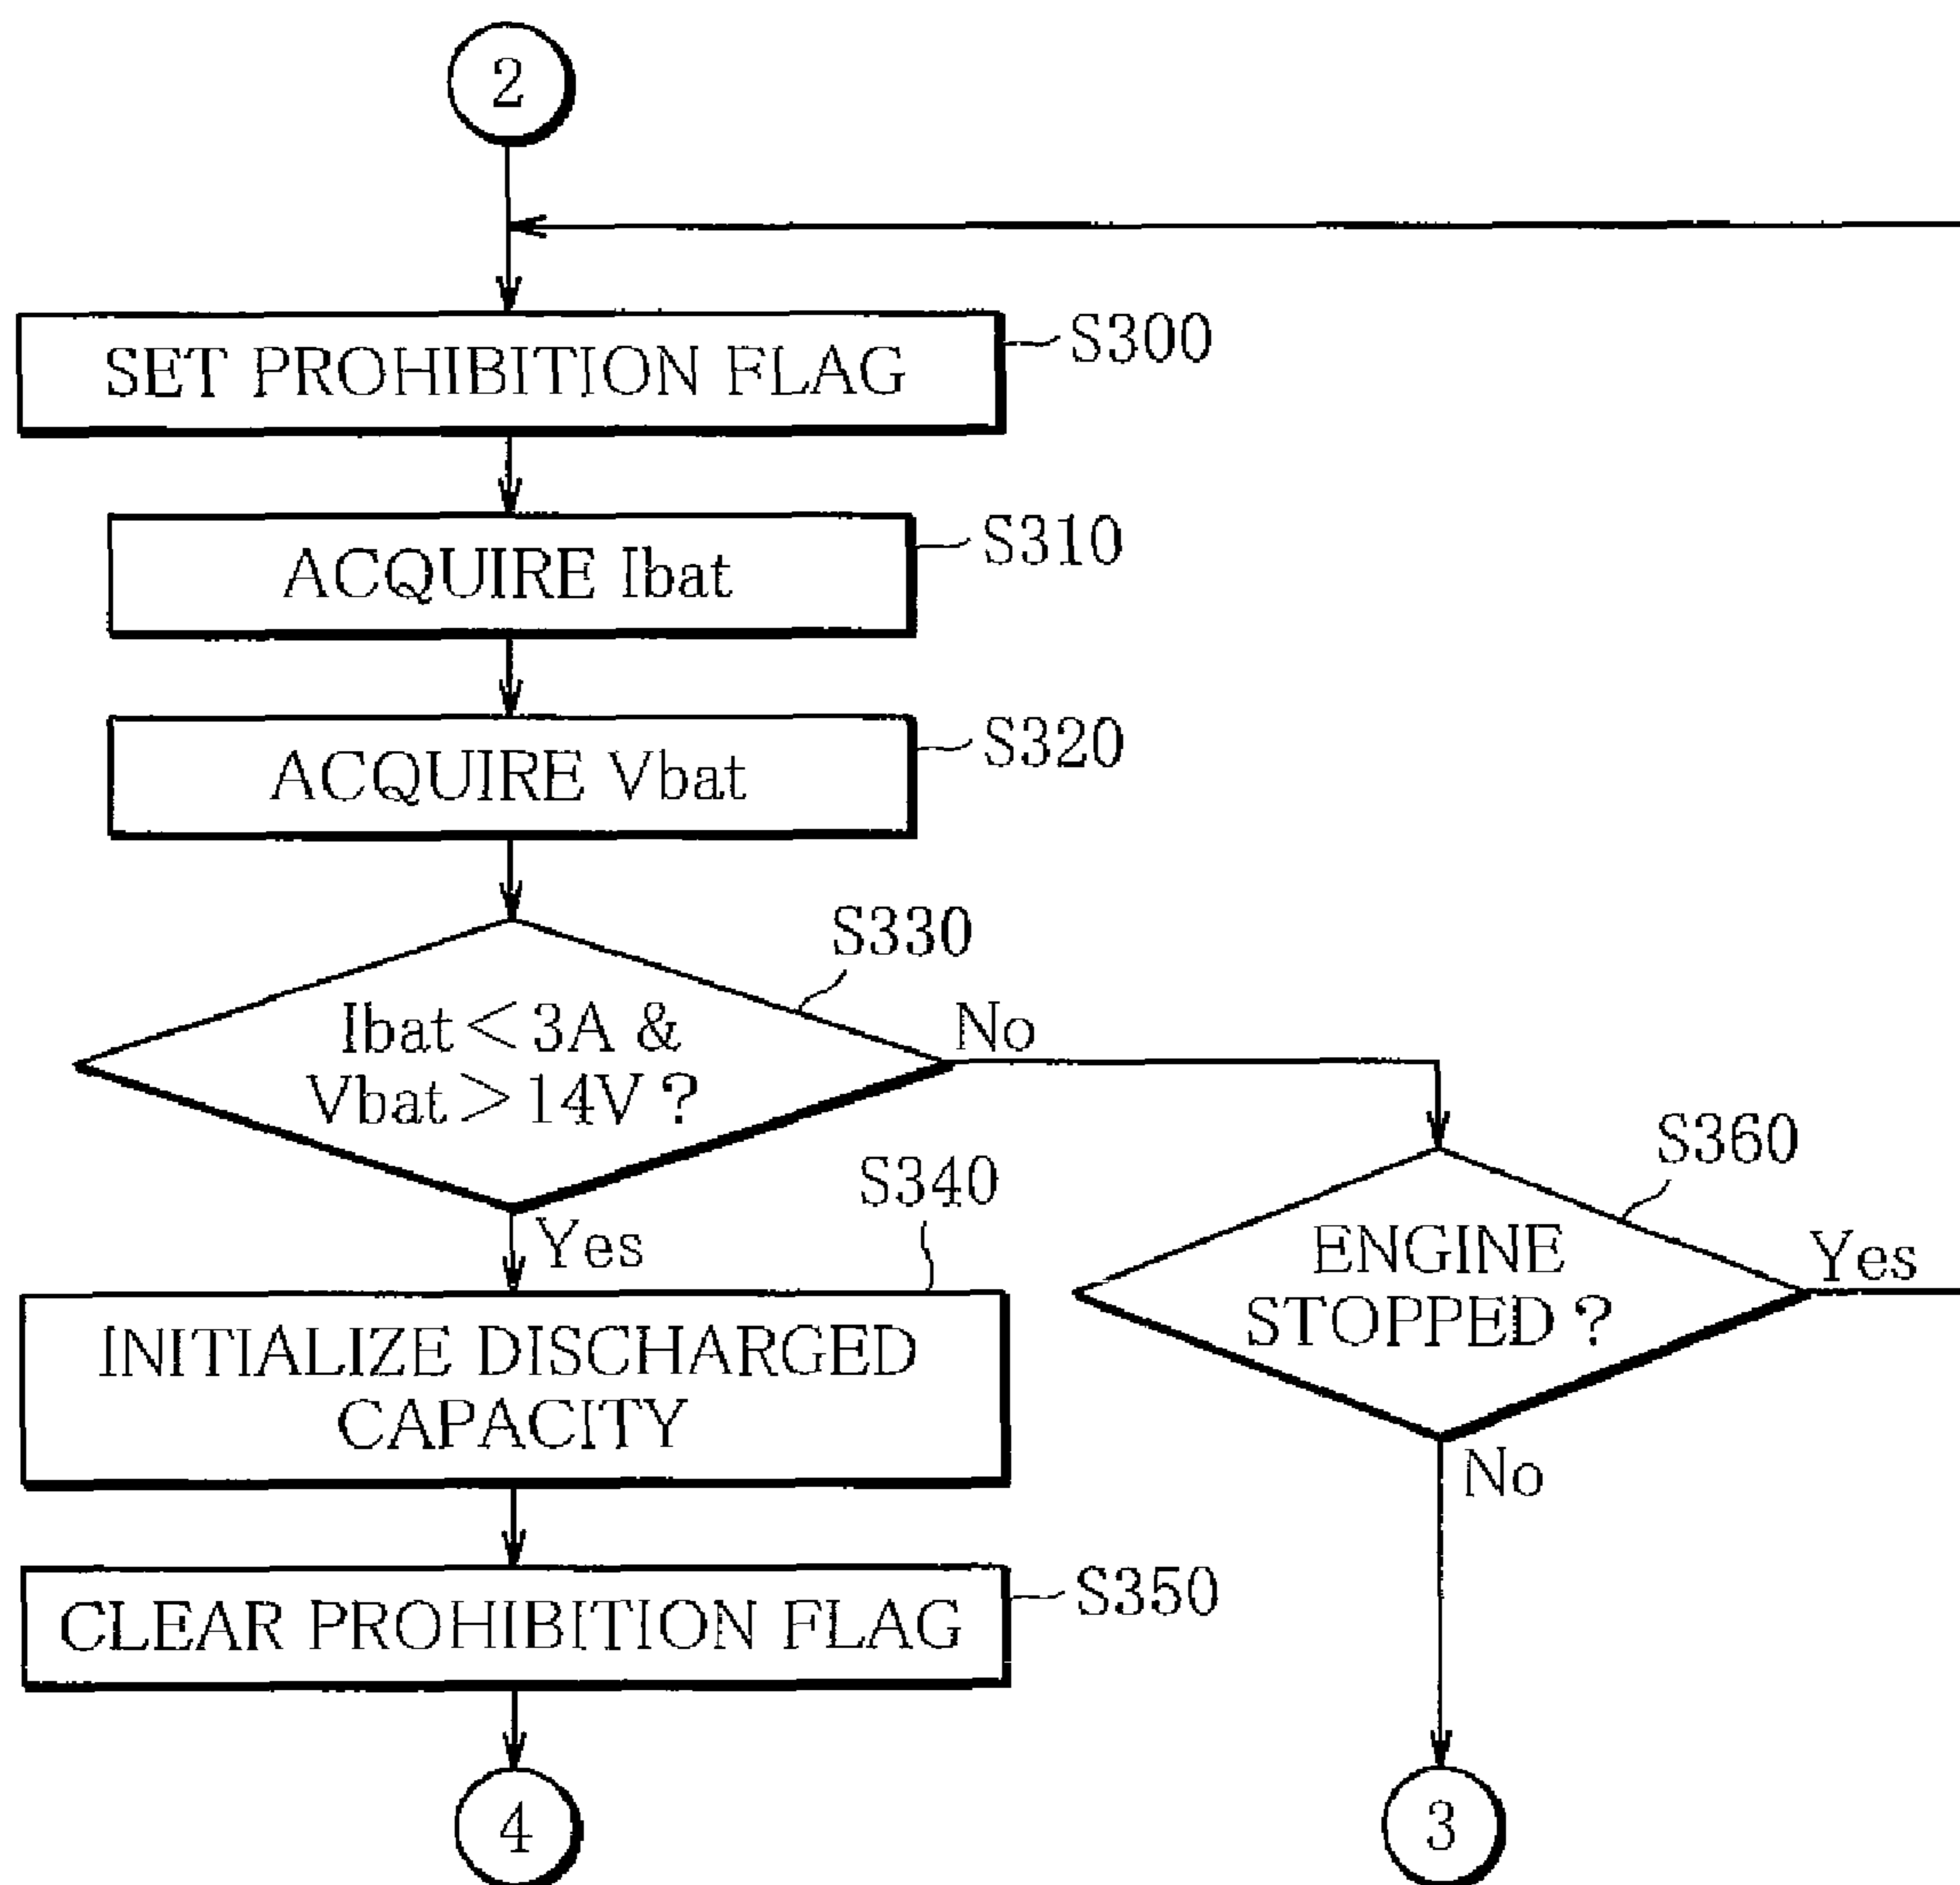 2
SET PROHIBITION FLAG
S300
ACQUIRE Ibat
S310
ACQUIRE Vbat
S320
S330
Ibat < 3A &
Vbat > 14V ?
No
Yes
S340
INITIALIZE DISCHARGED
CAPACITY
S360
ENGINE
STOPPED ?
Yes
No
CLEAR PROHIBITION FLAG
S350
4
3